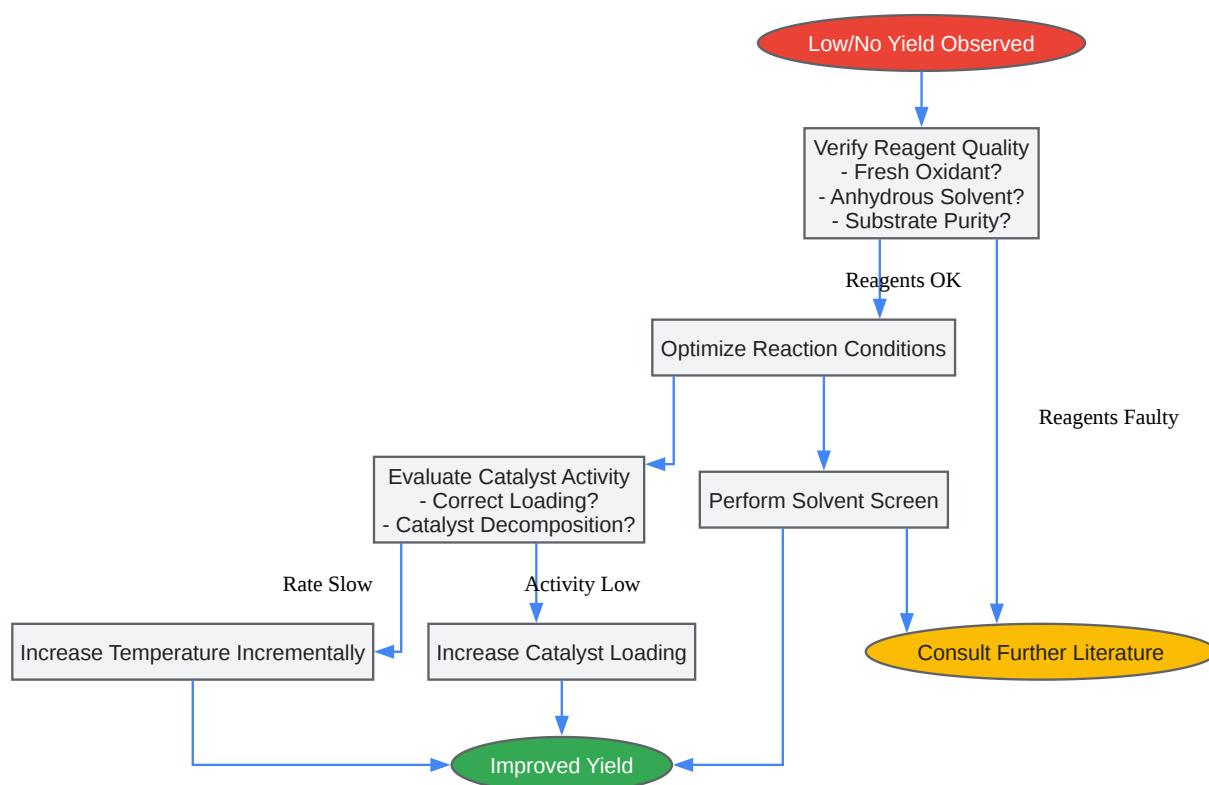 Low/No Yield Observed
Verify Reagent Quality
- Fresh Oxidant?
- Anhydrous Solvent?
- Substrate Purity?
Reagents OK
Optimize Reaction Conditions
Reagents Faulty
Evaluate Catalyst Activity
- Correct Loading?
- Catalyst Decomposition?
Perform Solvent Screen
Rate Slow
Activity Low
Increase Temperature Incrementally
Increase Catalyst Loading
Consult Further Literature
Improved Yield